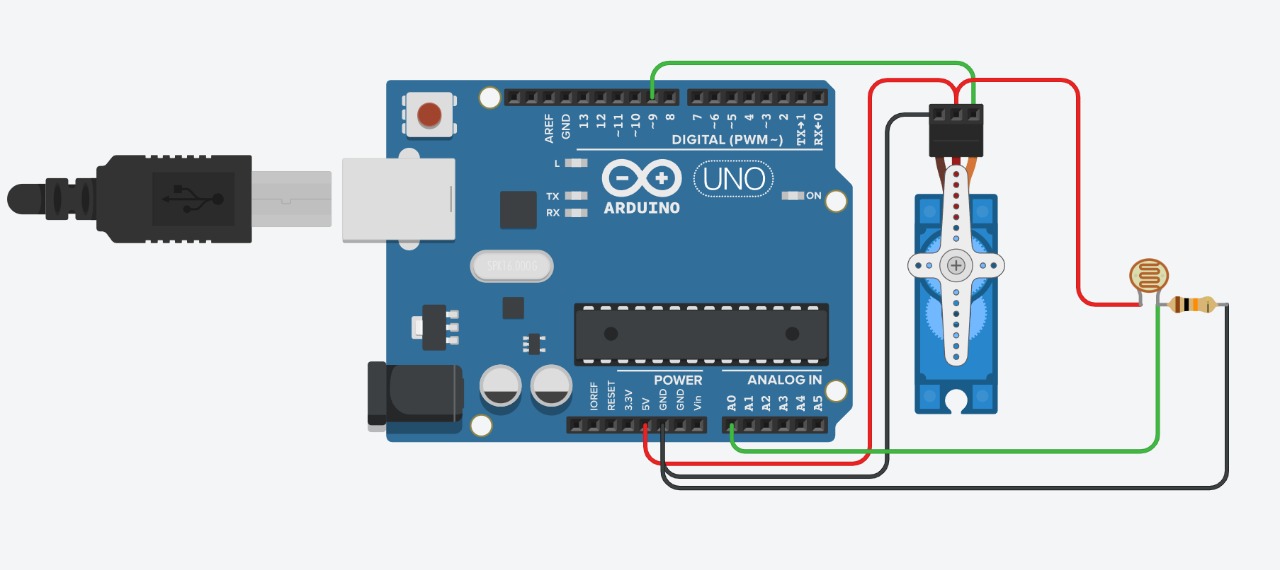 AREF
GND
13
12
~11
~10
~9
8
7
~6
~5
4
~3
2
TX→1
RX←0
DIGITAL (PWM~)
L
TX
RX
ARDUINO
UNO
ON
POWER
ANALOG IN
IOREF
RESET
3.3V
5V
GND
GND
Vin
A0
A1
A2
A3
A4
A5